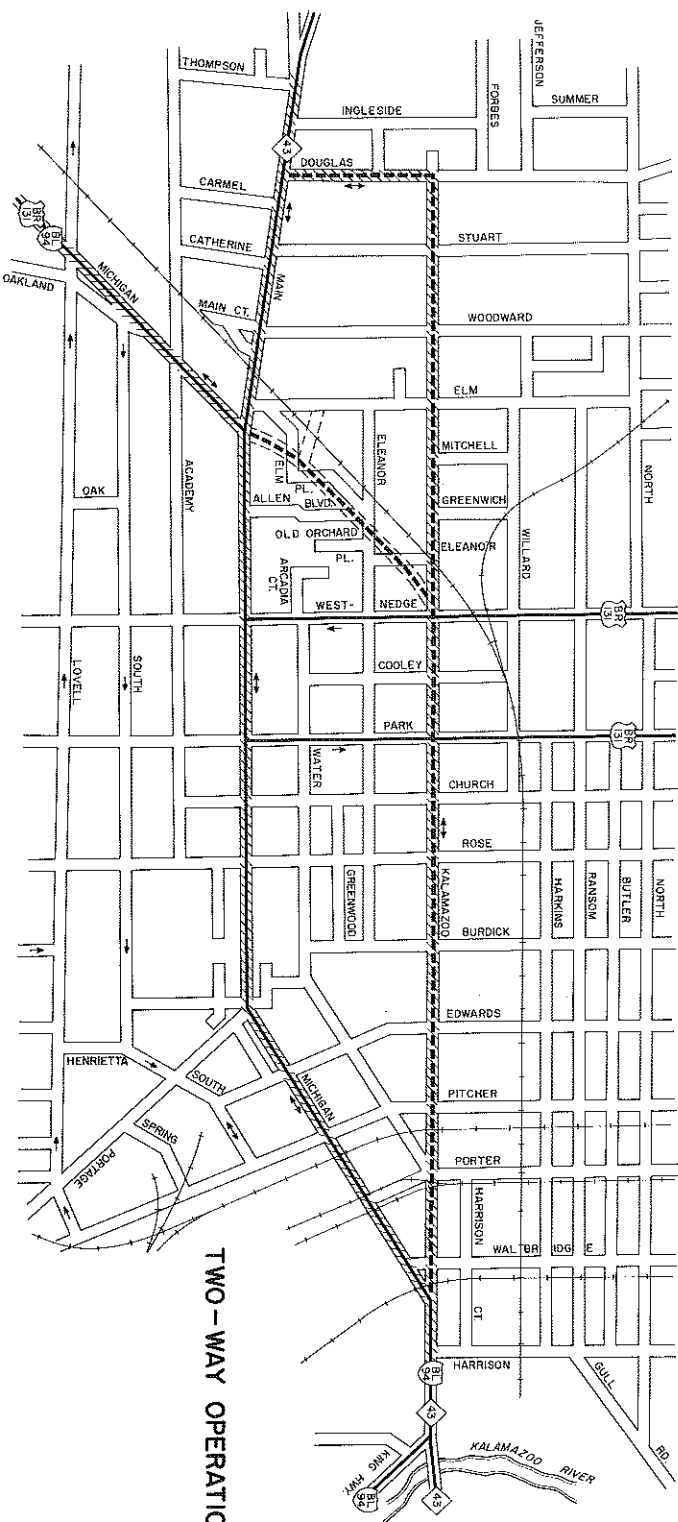 THOMPSON
JEFFERSON
SUMMER
FORBES
INGLESIDE
43
DOUGLAS
CARMEL
CATHERINE
STUART
MAIN
BR
131
BL
94
MICHIGAN
OAKLAND
MAIN CT.
WOODWARD
ELM
ELEANOR
MITCHELL
ACADEMY
ELM
PL.
GREENWICH
NORTH
OAK
ALLEN
BLVD.
OLD ORCHARD
PL.
ELEANOR
WILLARD
ARCADIA
CT.
WEST-
NEDGE
BR
131
COOLEY
LOVELL
SOUTH
PARK
BR
131
WATER
CHURCH
ROSE
GREENWOOD
KALAMAZOO
BURDICK
HARKINS
RANSOM
BUTLER
NORTH
EDWARDS
HENRIETTA
SOUTH
MICHIGAN
PITCHER
SPRING
PORTAGE
PORTER
HARRISON
CT.
WALBRIDGE
HARRISON
GULL
RD.
BL
94
43
KING
HWY.
BL
94
43
KALAMAZOO
RIVER
TWO-WAY OPERATIO